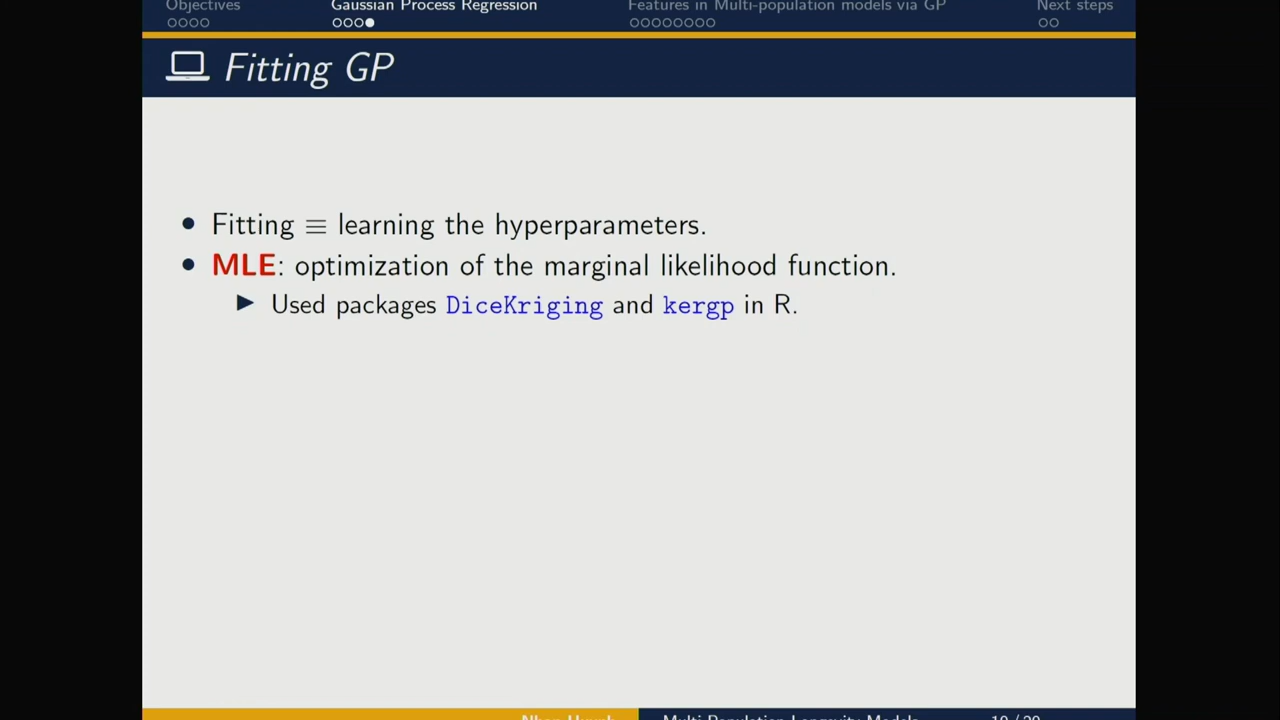 Objectives Gaussian Process Regression Features in Multi-population models via GP Next steps
Fitting GP
• Fitting ≡ learning the hyperparameters.
• MLE: optimization of the marginal likelihood function.
▶ Used packages DiceKriging and kergp in R.
Multi-Population Longevity Models